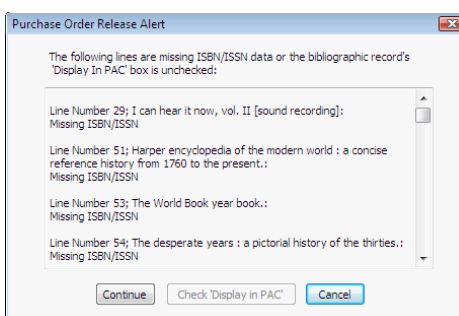 Purchase Order Release Alert
The following lines are missing ISBN/ISSN data or the bibliographic record's
'Display In PAC' box is unchecked:
Line Number 29; I can hear it now, vol. II [sound recording]:
Missing ISBN/ISSN
Line Number 51; Harper encyclopedia of the modern world : a concise
reference history from 1760 to the present.:
Missing ISBN/ISSN
Line Number 53; The World Book year book.:
Missing ISBN/ISSN
Line Number 54; The desperate years : a pictorial history of the thirties.:
Missing ISBN/ISSN
Continue Check 'Display in PAC' Cancel